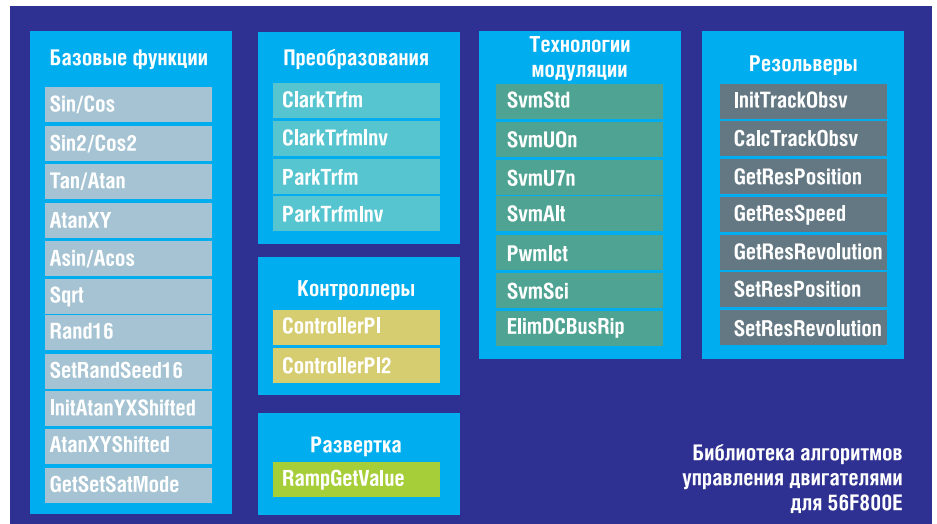 Базовые функции
Sin/Cos
Sin2/Cos2
Tan/Atan
AtanXY
Asin/Acos
Sqrt
Rand16
SetRandSeed16
InitAtanYXShifted
AtanXYShifted
GetSetSatMode
Преобразования
ClarkTrfm
ClarkTrfmInv
ParkTrfm
ParkTrfmInv
Контроллеры
ControllerPI
ControllerPI2
Развертка
RampGetValue
Технологии
модуляции
SvmStd
SvmU0n
SvmU7n
SvmAlt
PwmIct
SvmSci
ElimDCBusRip
Резольверы
InitTrackObsv
CalcTrackObsv
GetResPosition
GetResSpeed
GetResRevolution
SetResPosition
SetResRevolution
Библиотека алгоритмов
управления двигателями
для 56F800E